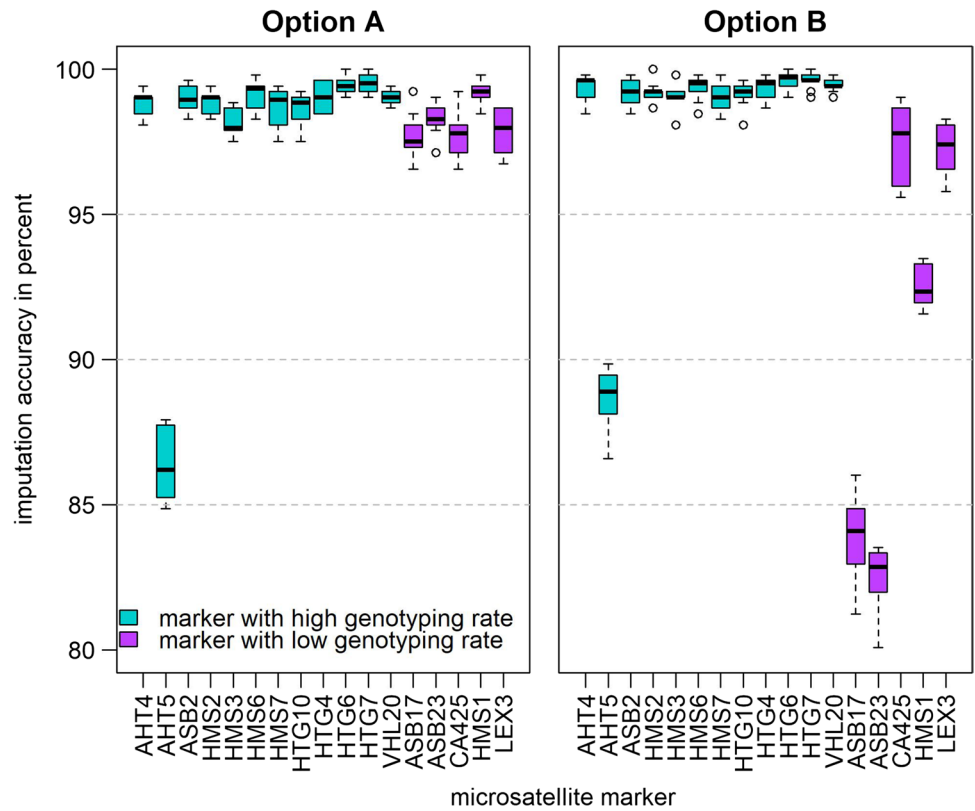 Option A
Option B
imputation accuracy in percent
100
95
90
85
80
marker with high genotyping rate
marker with low genotyping rate
AHT4
AHT5
ASB2
HMS2
HMS3
HMS6
HMS7
HTG10
HTG4
HTG6
HTG7
VHL20
ASB17
ASB23
CA425
HMS1
LEX3
AHT4
AHT5
ASB2
HMS2
HMS3
HMS6
HMS7
HTG10
HTG4
HTG6
HTG7
VHL20
ASB17
ASB23
CA425
HMS1
LEX3
microsatellite marker